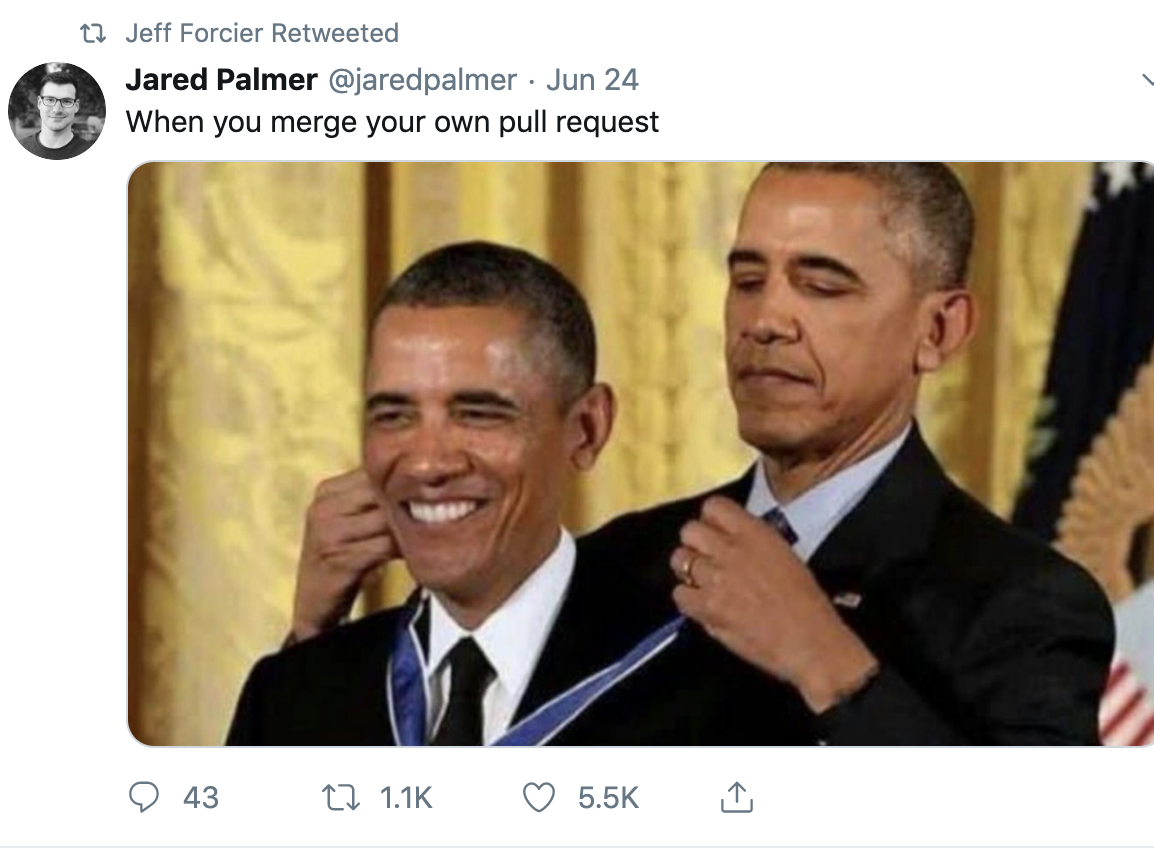 Jeff Forcier Retweeted
Jared Palmer @jaredpalmer · Jun 24
When you merge your own pull request
43 1.1K 5.5K